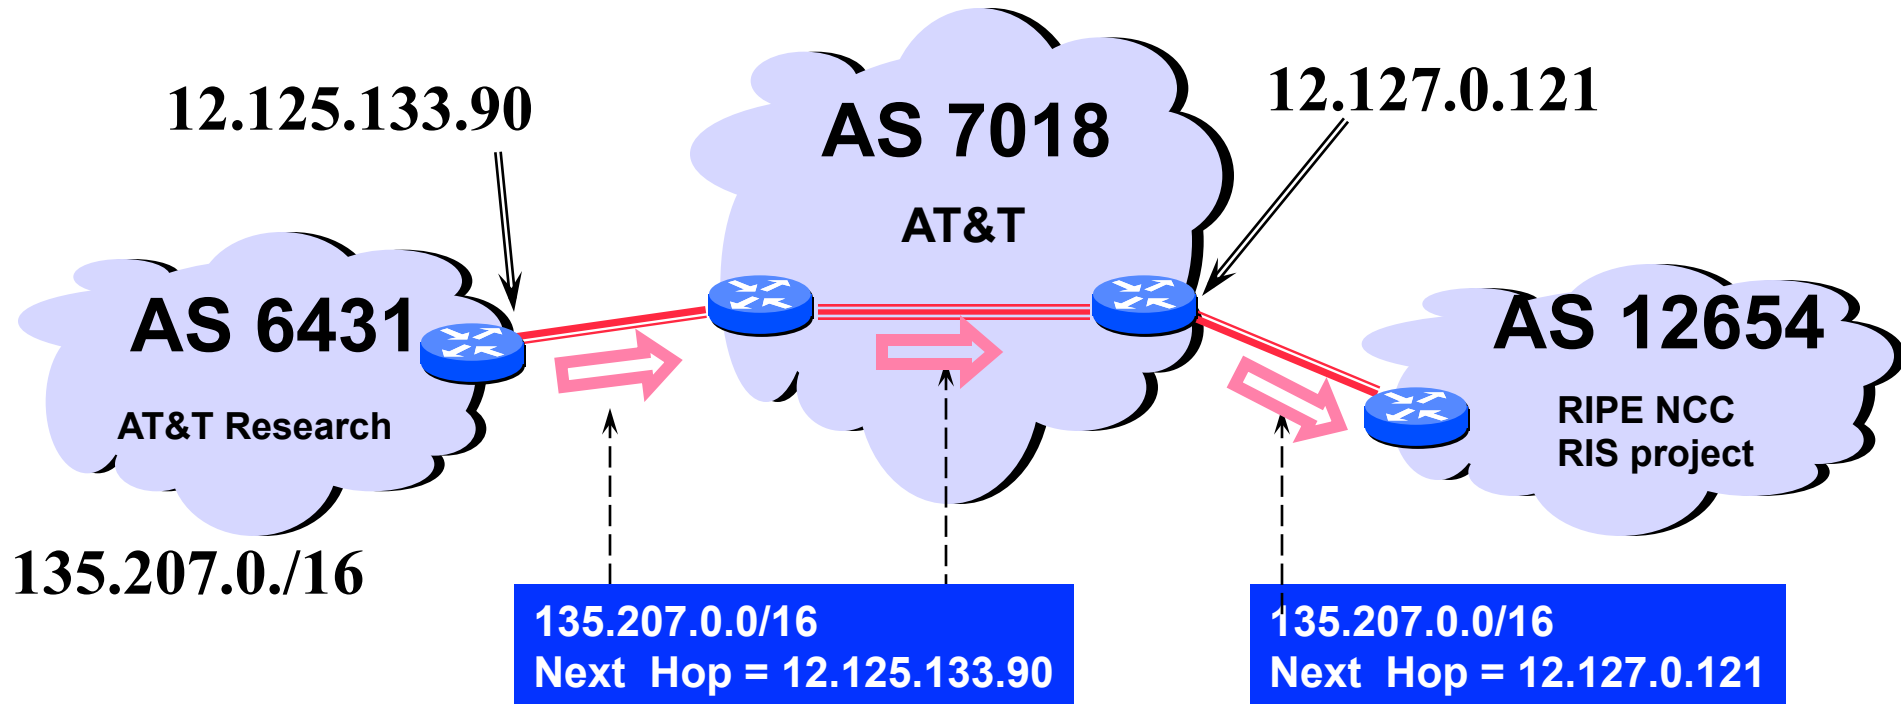 12.125.133.90
12.127.0.121
AS 7018
AT&T
AS 6431
AT&T Research
AS 12654
RIPE NCC
RIS project
135.207.0./16
135.207.0.0/16
Next Hop = 12.125.133.90
135.207.0.0/16
Next Hop = 12.127.0.121